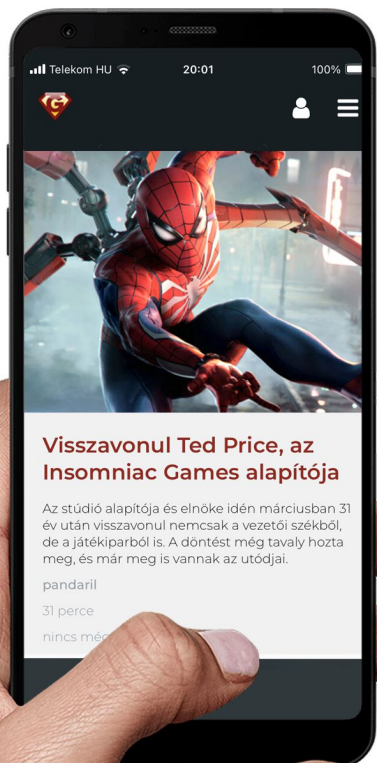 Telekom HU 20:01 100%
G
Visszavonul Ted Price, az
Insomniac Games alapítója
Az stúdió alapítója és elnöke idén márciusban 31
év után visszavonul nemcsak a vezetői székből,
de a játékiparból is. A döntést még tavaly hozta
meg, és már meg is vannak az utódjai.
pandaril
31 perce
nincs még